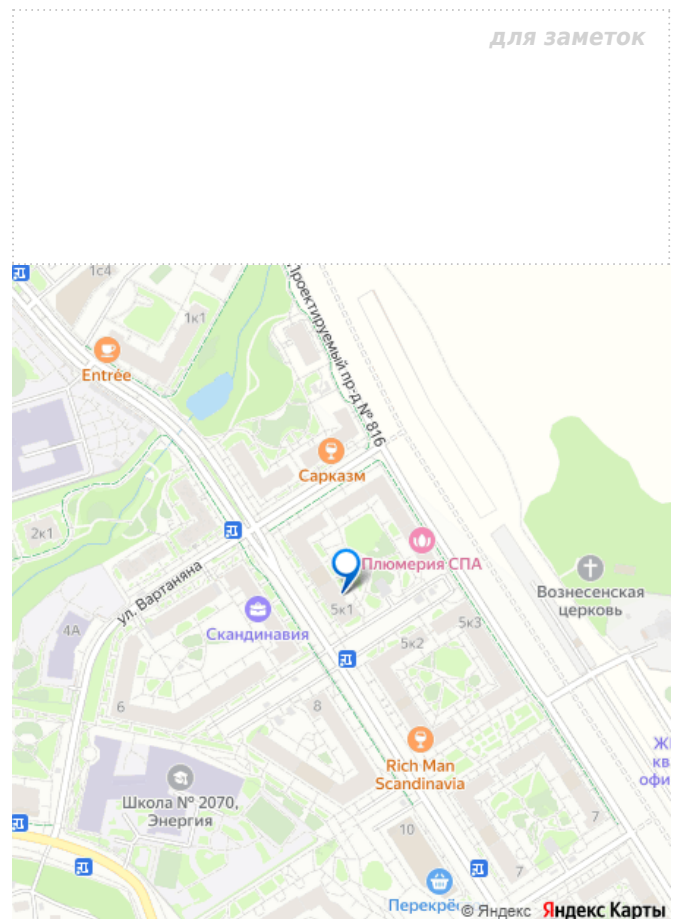 для заметок
1с4
Проектируемый пр-д № 816
1к1
Entrée
Сарказм
2к1
Плюмерия СПА
ул. Вартаняна
Вознесенская
церковь
5к1
4А
Скандинавия
5к2
5к3
6
8
Rich Man
Scandinavia
Школа № 2070,
Энергия
7
10
7
© Яндекс Яндекс Карты